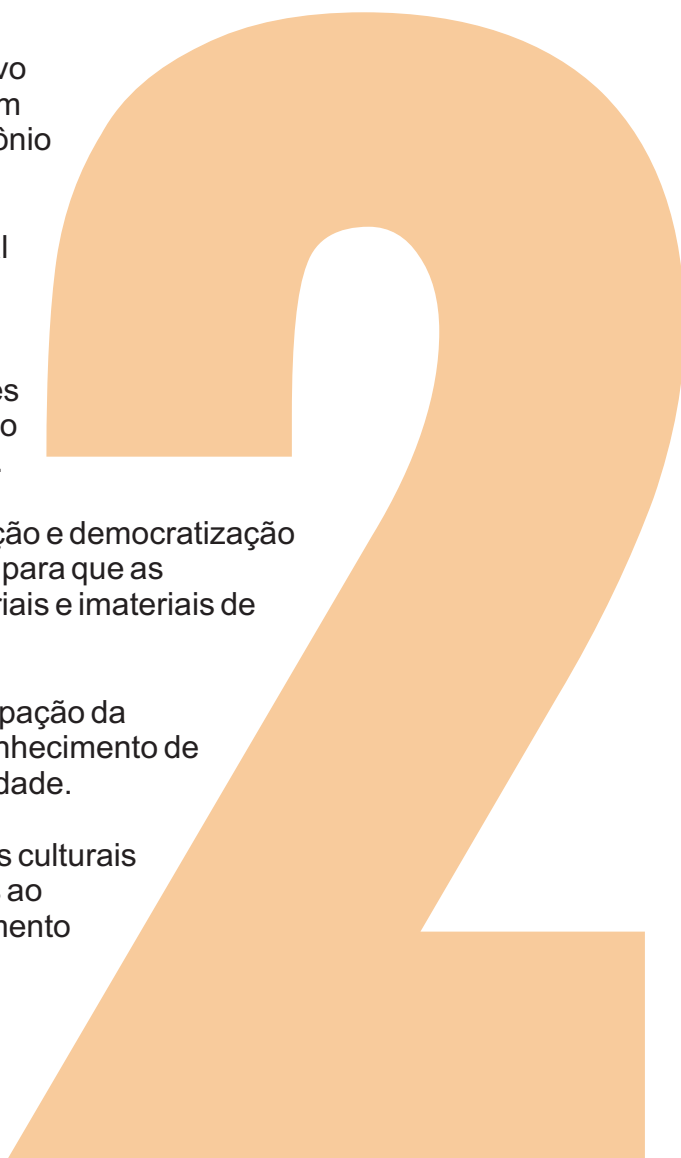 vo
m
ônio
l
es
o
ção e democratização
para que as
riais e imateriais de
pação da
nhecimento de
dade.
s culturais
ao
mento
2